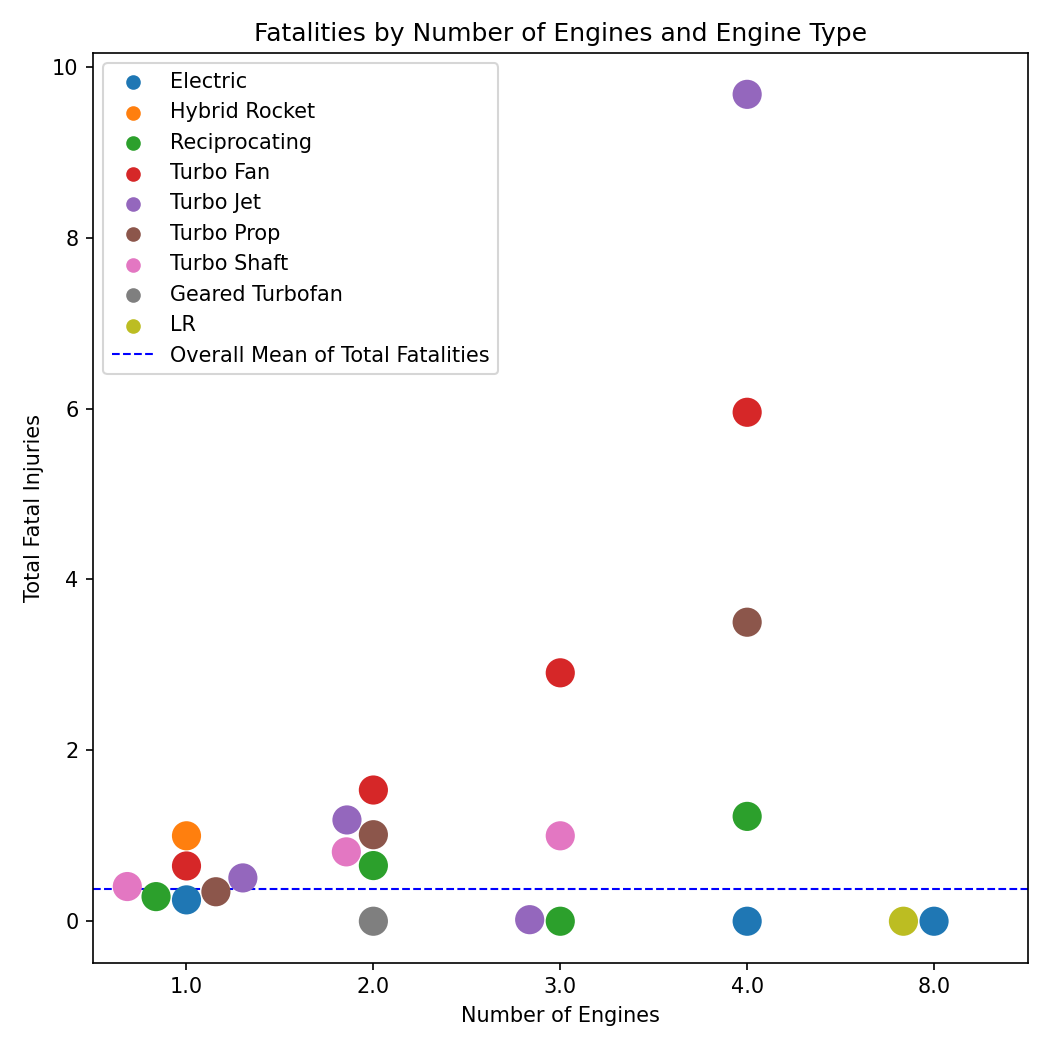 Fatalities by Number of Engines and Engine Type
10
8
6
4
2
0
Total Fatal Injuries
Electric
Hybrid Rocket
Reciprocating
Turbo Fan
Turbo Jet
Turbo Prop
Turbo Shaft
Geared Turbofan
LR
Overall Mean of Total Fatalities
1.0 2.0 3.0 4.0 8.0
Number of Engines